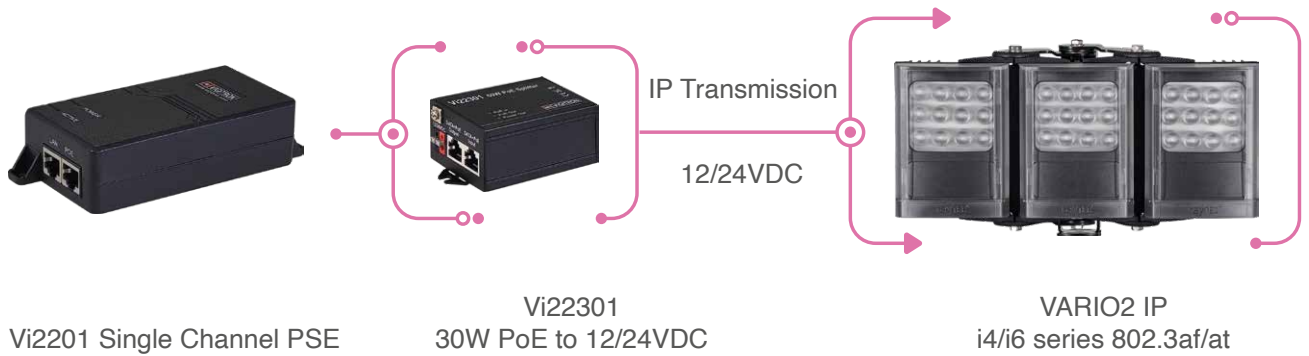 IP Transmission
12/24VDC
Vi22301
Vi22301
30W PoE to 12/24VDC
Vi2201 Single Channel PSE
VARIO2 IP
i4/i6 series 802.3af/at